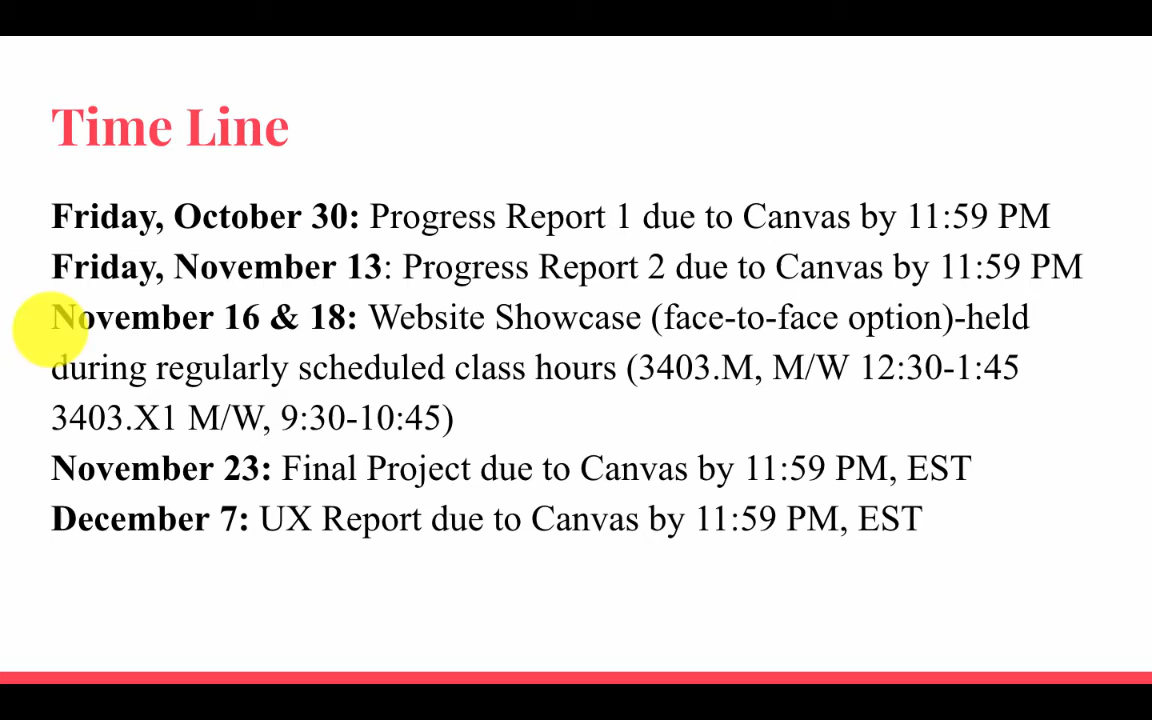 Time Line
Friday, October 30: Progress Report 1 due to Canvas by 11:59 PM
Friday, November 13: Progress Report 2 due to Canvas by 11:59 PM
November 16 & 18: Website Showcase (face-to-face option)-held
during regularly scheduled class hours (3403.M, M/W 12:30-1:45
3403.X1 M/W, 9:30-10:45)
November 23: Final Project due to Canvas by 11:59 PM, EST
December 7: UX Report due to Canvas by 11:59 PM, EST